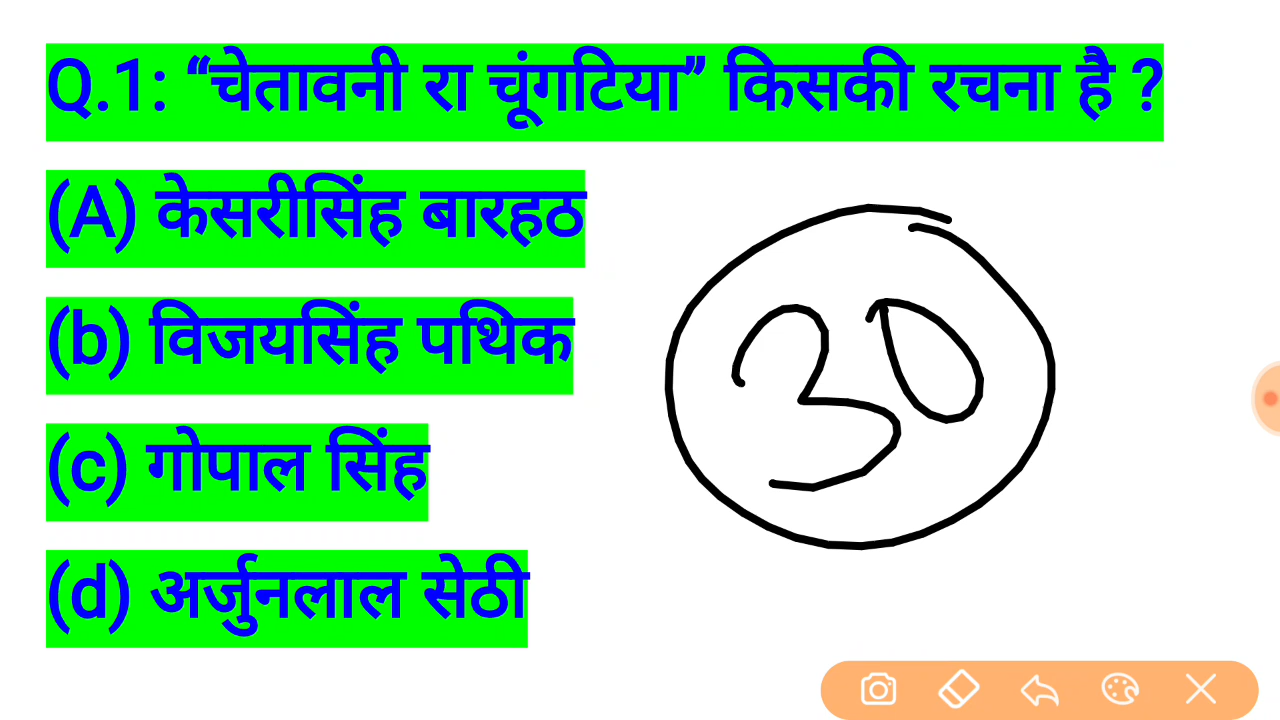 Q.1: “चेतावनी रा चूंगटिया” किसकी रचना है ?
(A) केसरीसिंह बारहठ
(b) विजयसिंह पथिक
30
(c) गोपाल सिंह
(d) अर्जुनलाल सेठी